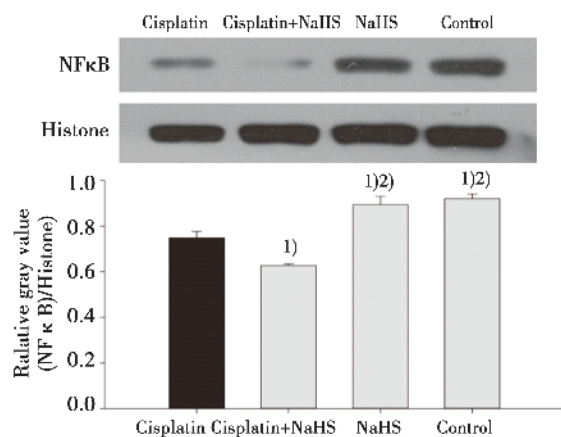 Cisplatin Cisplatin+NaHS NaHS Control
NFκB
Histone
Ralative gray value
(NF κ B)/Histone)
1.0
0.8
0.6
0.4
0.2
0.0
1)
1)2)
1)2)
Cisplatin Cisplatin+NaHS NaHS Control